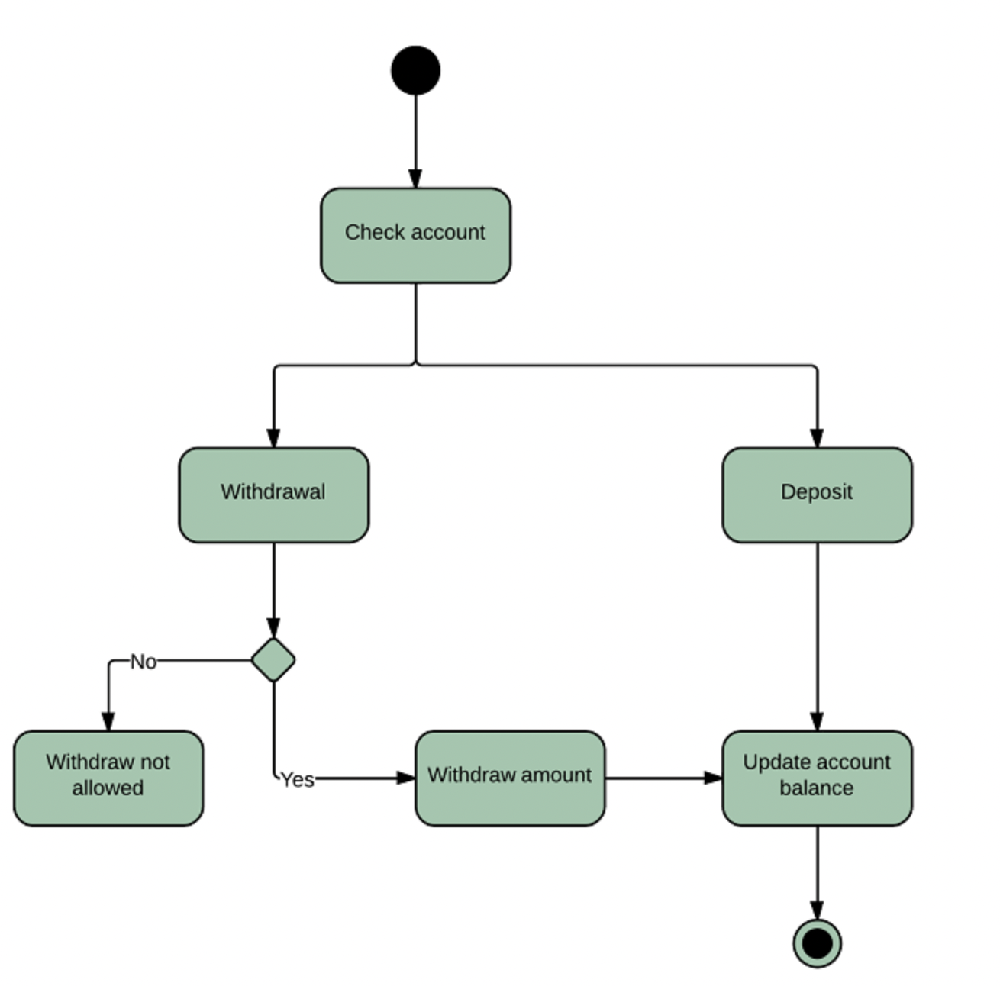 Check account
Withdrawal
Deposit
No
Withdraw not
allowed
Yes
Withdraw amount
Update account
balance